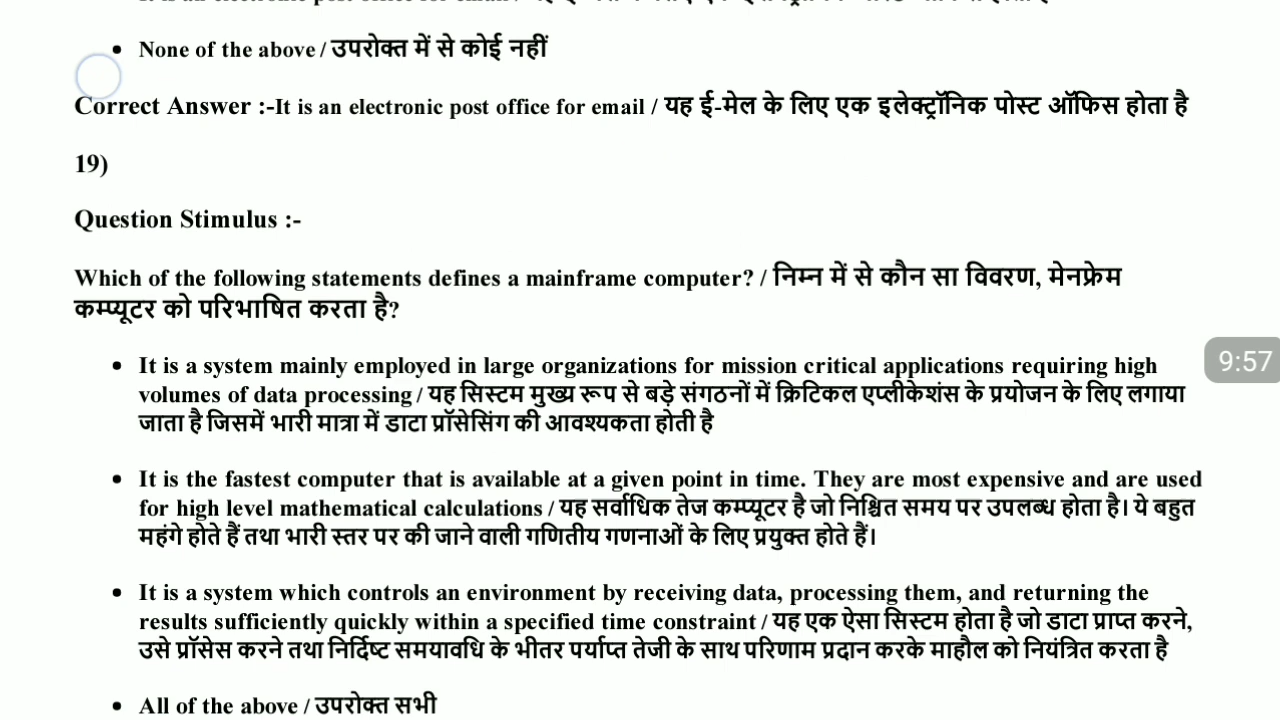 None of the above / उपरोक्त में से कोई नहीं
Correct Answer :-It is an electronic post office for email / यह ई-मेल के लिए एक इलेक्ट्रॉनिक पोस्ट ऑफिस होता है
19)
Question Stimulus :-
Which of the following statements defines a mainframe computer? / निम्न में से कौन सा विवरण, मेनफ्रेम
कम्प्यूटर को परिभाषित करता है?
It is a system mainly employed in large organizations for mission critical applications requiring high
volumes of data processing / यह सिस्टम मुख्य रूप से बड़े संगठनों में क्रिटिकल एप्लीकेशंस के प्रयोजन के लिए लगाया
जाता है जिसमें भारी मात्रा में डाटा प्रॉसेसिंग की आवश्यकता होती है
9:57
It is the fastest computer that is available at a given point in time. They are most expensive and are used
for high level mathematical calculations / यह सर्वाधिक तेज कम्प्यूटर है जो निश्चित समय पर उपलब्ध होता है। ये बहुत
महंगे होते हैं तथा भारी स्तर पर की जाने वाली गणितीय गणनाओं के लिए प्रयुक्त होते हैं।
It is a system which controls an environment by receiving data, processing them, and returning the
results sufficiently quickly within a specified time constraint / यह एक ऐसा सिस्टम होता है जो डाटा प्राप्त करने,
उसे प्रॉसेस करने तथा निर्दिष्ट समयावधि के भीतर पर्याप्त तेजी के साथ परिणाम प्रदान करके माहौल को नियंत्रित करता है
All of the above / उपरोक्त सभी